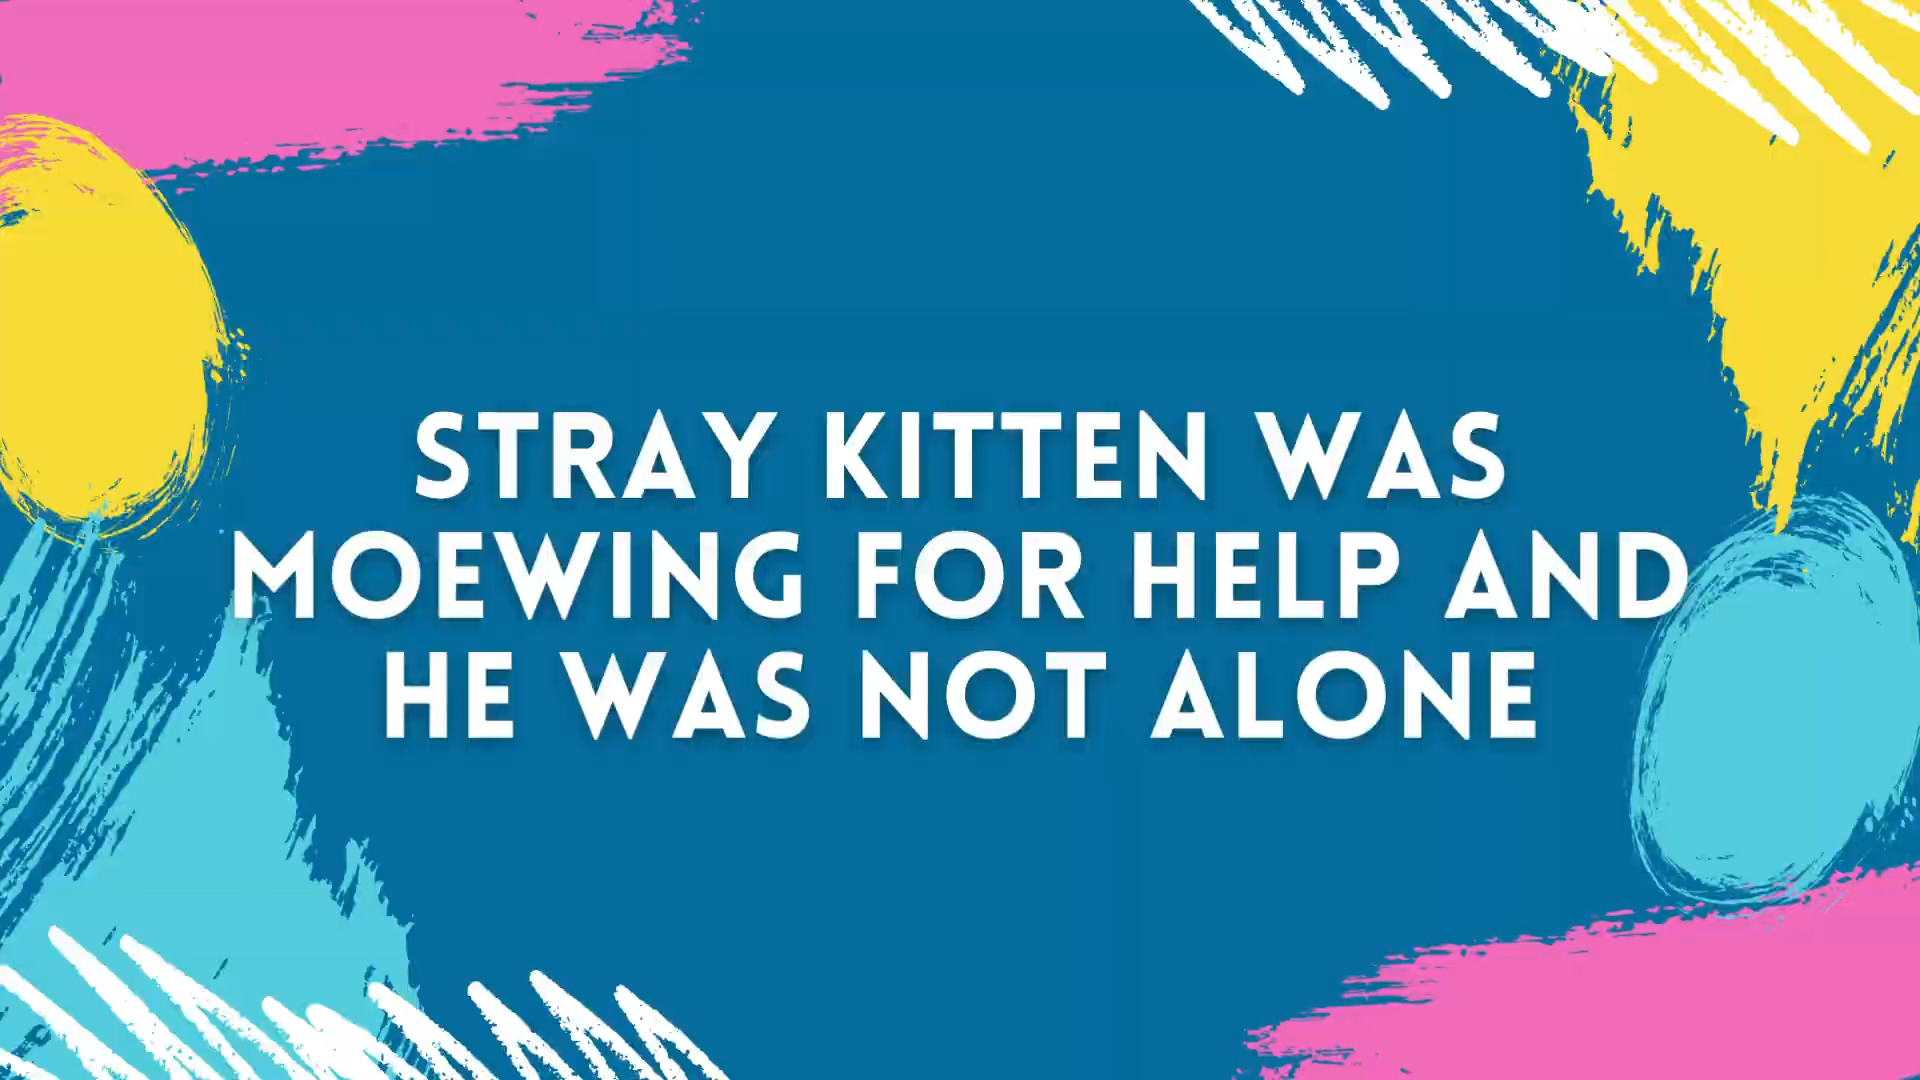 STRAY KITTEN WAS
MOEWING FOR HELP AND
HE WAS NOT ALONE